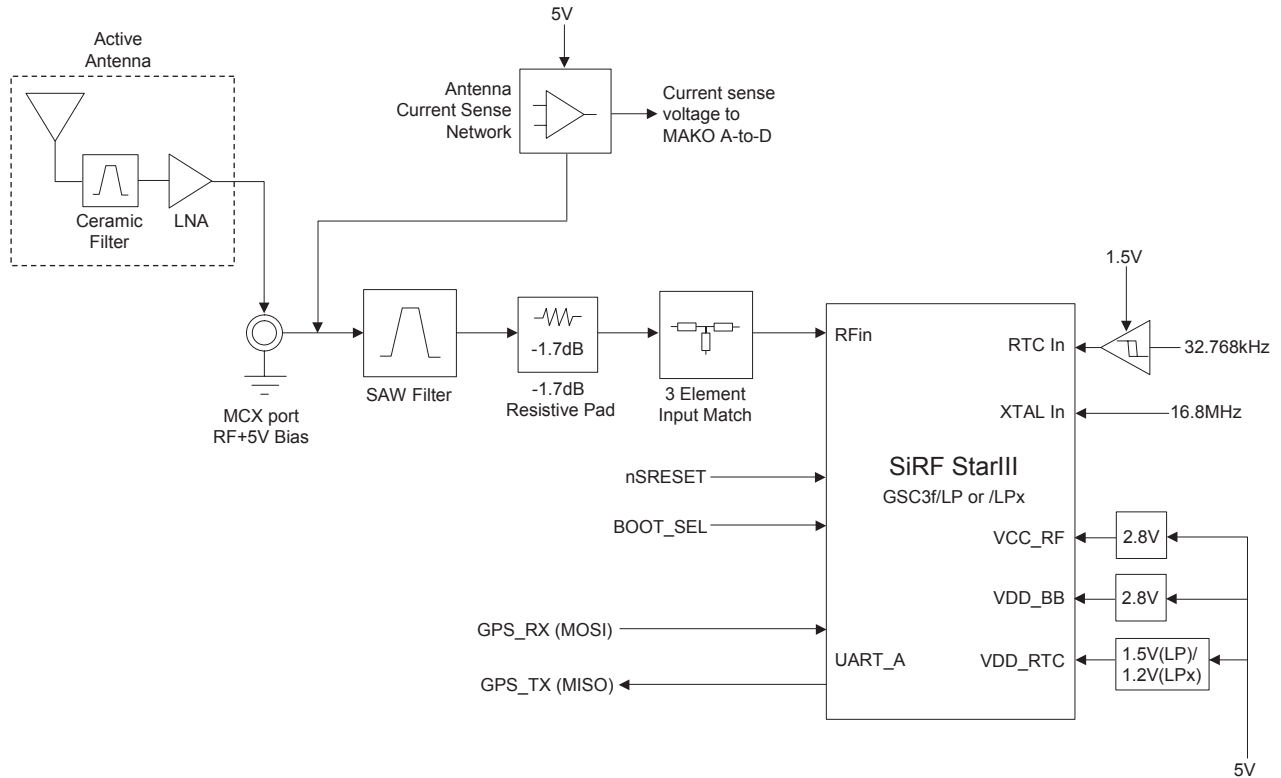 Active
Antenna
Ceramic
Filter
LNA
5V
Antenna
Current Sense
Network
Current sense
voltage to
MAKO A-to-D
MCX port
RF+5V Bias
SAW Filter
-1.7dB
-1.7dB
Resistive Pad
3 Element
Input Match
RFin
nSRESET
BOOT_SEL
GPS_RX (MOSI)
GPS_TX (MISO)
UART_A
SiRF StarIII
GSC3f/LP or /LPx
1.5V
RTC In
32.768kHz
XTAL In
16.8MHz
VCC_RF
2.8V
VDD_BB
2.8V
VDD_RTC
1.5V(LP)/
1.2V(LPx)
5V